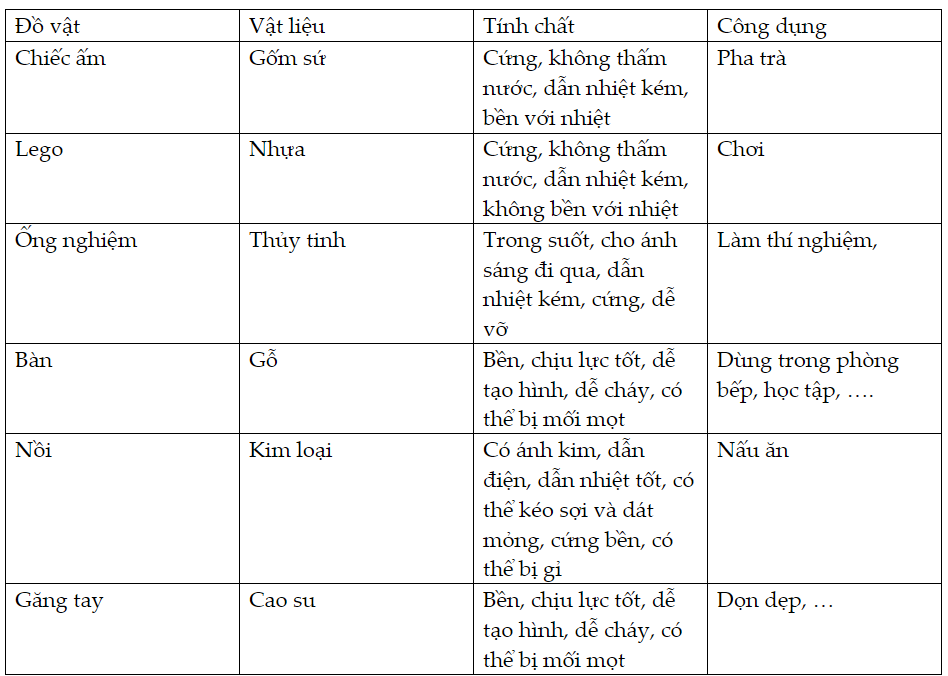 Đồ vật
Vật liệu
Tính chất
Công dụng
Chiếc ấm
Gốm sứ
Cứng, không thấm
nước, dẫn nhiệt kém,
bền với nhiệt
Pha trà
Lego
Nhựa
Cứng, không thấm
nước, dẫn nhiệt kém,
không bền với nhiệt
Chơi
Ống nghiệm
Thủy tinh
Trong suốt, cho ánh
sáng đi qua, dẫn
nhiệt kém, cứng, dễ
vỡ
Làm thí nghiệm,
Bàn
Gỗ
Bền, chịu lực tốt, dễ
tạo hình, dễ cháy, có
thể bị mối mọt
Dùng trong phòng
bếp, học tập, ….
Nồi
Kim loại
Có ánh kim, dẫn
điện, dẫn nhiệt tốt, có
thể kéo sợi và dát
mỏng, cứng bền, có
thể bị gỉ
Nấu ăn
Găng tay
Cao su
Bền, chịu lực tốt, dễ
tạo hình, dễ cháy, có
thể bị mối mọt
Dọn dẹp, …